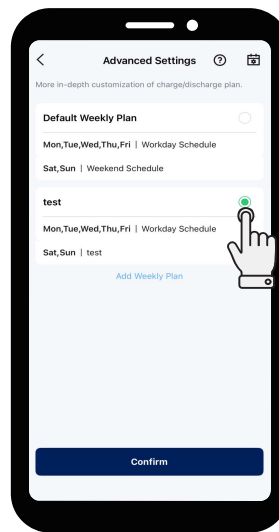 Advanced Settings ?
More in-depth customization of charge/discharge plan.
Default Weekly Plan
Mon,Tue,Wed,Thu,Fri | Workday Schedule
Sat,Sun | Weekend Schedule
test
Mon,Tue,Wed,Thu,Fri | Workday Schedule
Sat,Sun | test
Add Weekly Plan
Confirm